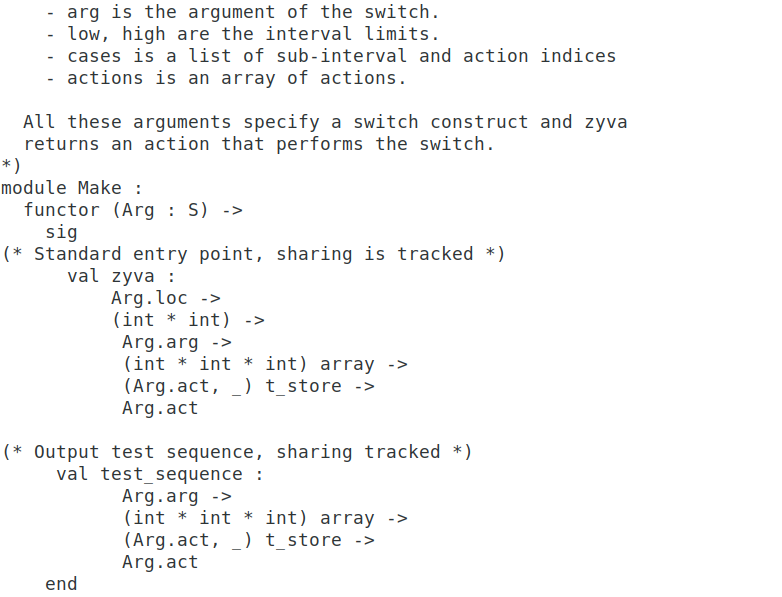 - arg is the argument of the switch.
    - low, high are the interval limits.
    - cases is a list of sub-interval and action indices
    - actions is an array of actions.

  All these arguments specify a switch construct and zyva
  returns an action that performs the switch.
*)
module Make :
  functor (Arg : S) ->
    sig
(* Standard entry point, sharing is tracked *)
      val zyva :
          Arg.loc ->
          (int * int) ->
           Arg.arg ->
           (int * int * int) array ->
           (Arg.act, _) t_store ->
           Arg.act

(* Output test sequence, sharing tracked *)
     val test_sequence :
           Arg.arg ->
           (int * int * int) array ->
           (Arg.act, _) t_store ->
           Arg.act
    end